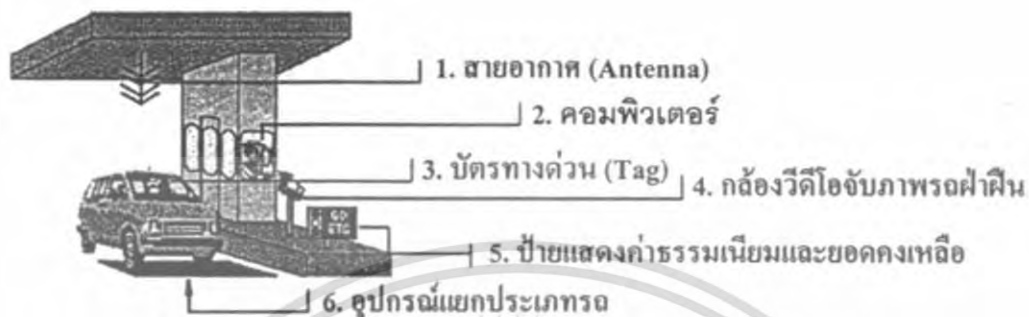 1. สายอากาศ (Antenna)
2. คอมพิวเตอร์
3. บัตรทางด่วน (Tag)
4. กล้องวีดีโอจับภาพรถฝ่าฝืน
5. ป้ายแสดงค่าธรรมเนียมและยอดคงเหลือ
6. อุปกรณ์แยกประเภทรถ